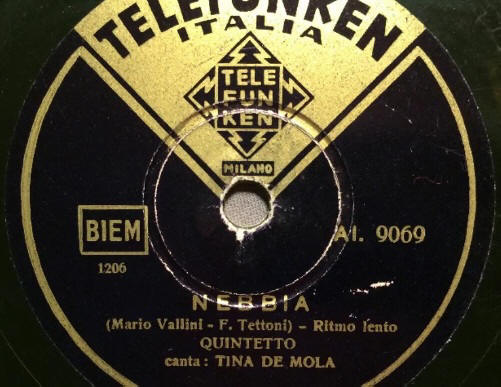 TELEFUNKEN
ITALIA
TELE
FUN
KEN
MILANO
BIEM
1206
AI. 9069
NEBBIA
(Mario Vallini - F. Tettoni) - Ritmo lento
QUINTETTO
canta : TINA DE MOLA